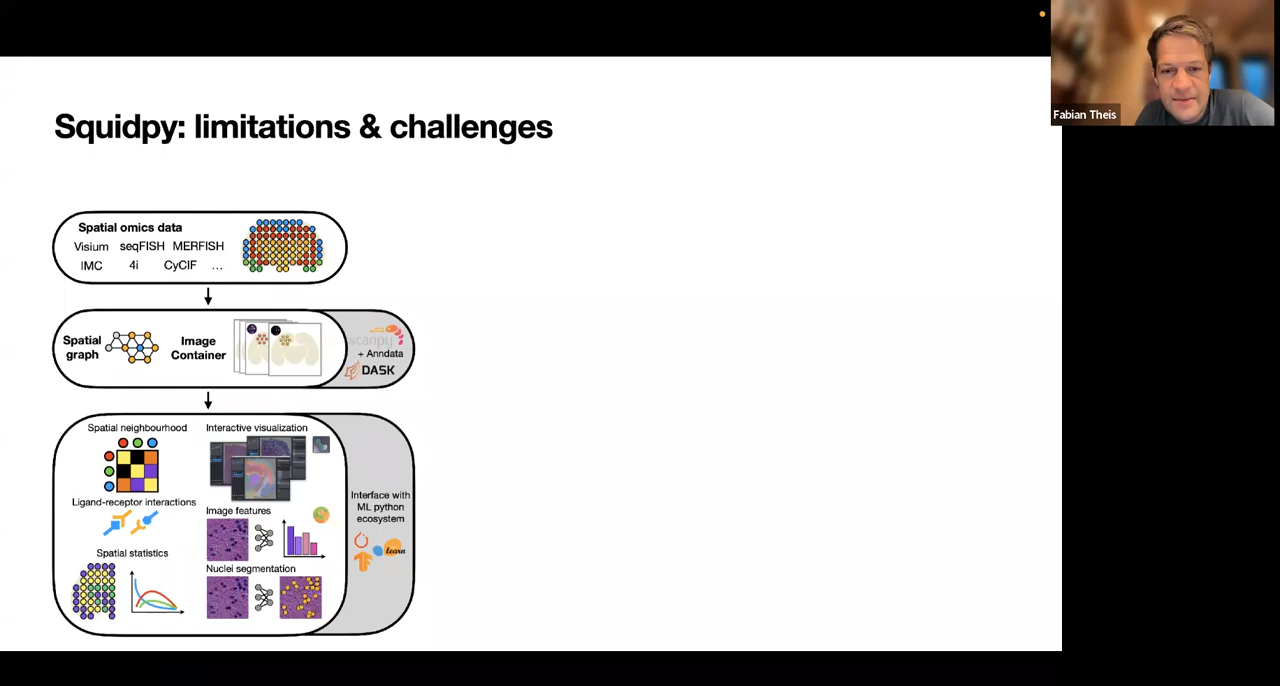 Fabian Theis
Squidpy: limitations & challenges
Spatial omics data
Visium seqFISH MERFISH
IMC 4i CyCIF ...
Spatial
graph
Image
Container
scanpy
+ Anndata
DASK
Spatial neighbourhood
Ligand-receptor interactions
Spatial statistics
Interactive visualization
Image features
Nuclei segmentation
Interface with
ML python
ecosystem
learn